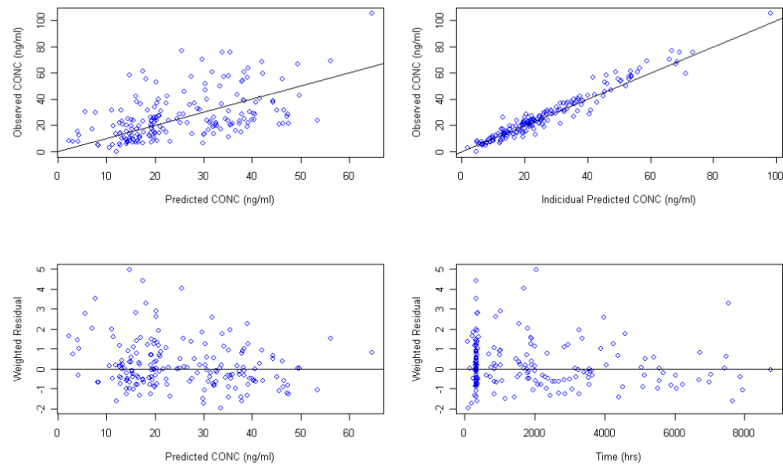 Observed CONC (ng/ml)
0 20 40 60 80 100
0 10 20 30 40 50 60
Predicted CONC (ng/ml)
Observed CONC (ng/ml)
0 20 40 60 80 100
0 20 40 60 80 100
Individual Predicted CONC (ng/ml)
Weighted Residual
-2 -1 0 1 2 3 4 5
0 10 20 30 40 50 60
Predicted CONC (ng/ml)
Weighted Residual
-2 -1 0 1 2 3 4 5
0 2000 4000 6000 8000
Time (hrs)